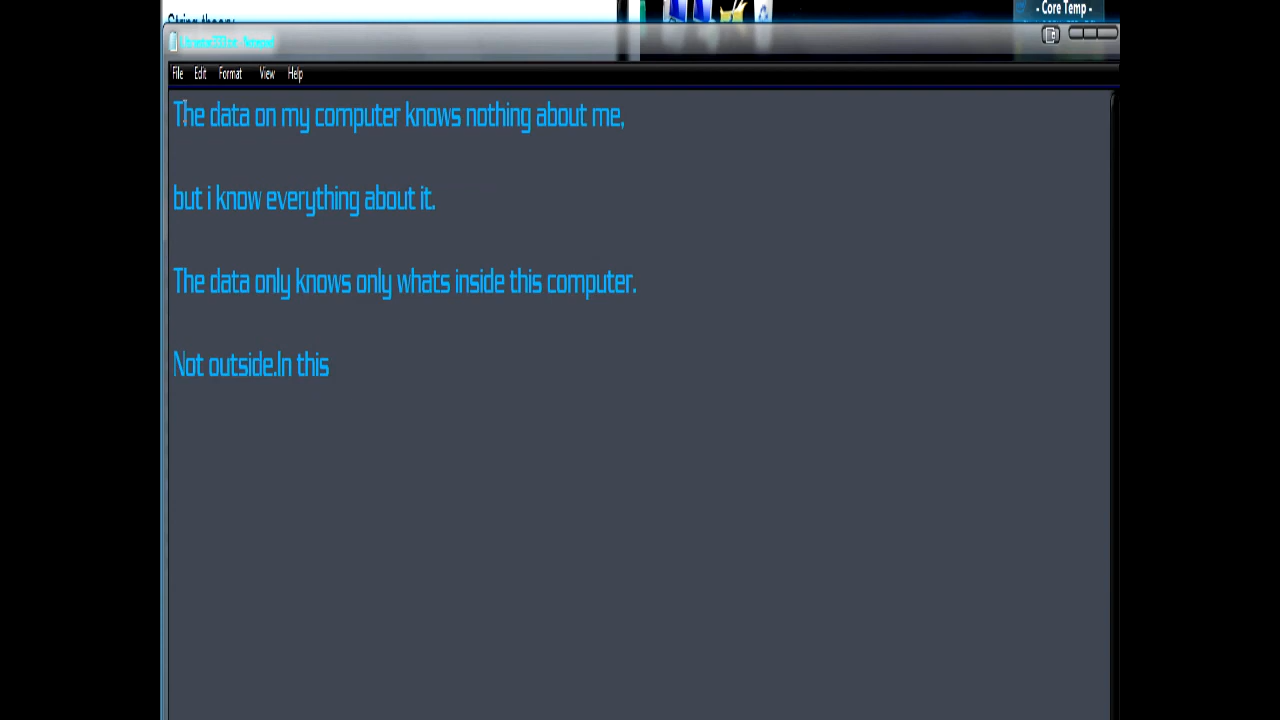 - Core Temp -
File Edit Format View Help
The data on my computer knows nothing about me,
but i know everything about it.
The data only knows only whats inside this computer.
Not outside.In this